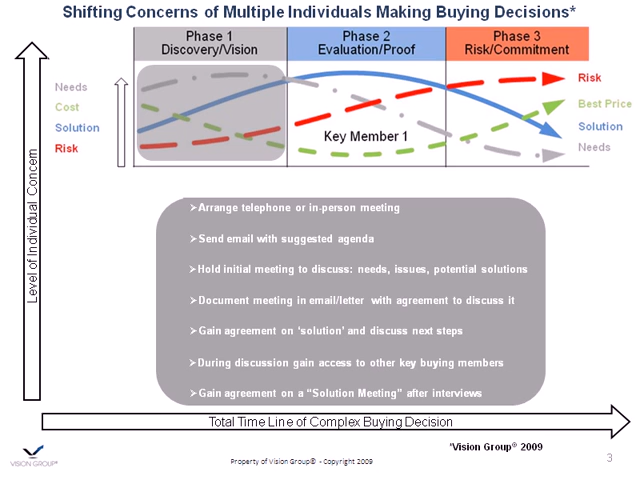 Shifting Concerns of Multiple Individuals Making Buying Decisions*
Phase 1
Discovery/Vision
Phase 2
Evaluation/Proof
Phase 3
Risk/Commitment
Needs
Cost
Solution
Risk
Key Member 1
Risk
Best Price
Solution
Needs
Level of Individual Concern
➢Arrange telephone or in-person meeting
➢Send email with suggested agenda
➢Hold initial meeting to discuss: needs, issues, potential solutions
➢Document meeting in email/letter with agreement to discuss it
➢Gain agreement on 'solution' and discuss next steps
➢During discussion gain access to other key buying members
➢Gain agreement on a “Solution Meeting” after interviews
Total Time Line of Complex Buying Decision
*Vision Group® 2009
VISION GROUP®
Property of Vision Group® - Copyright 2009
3